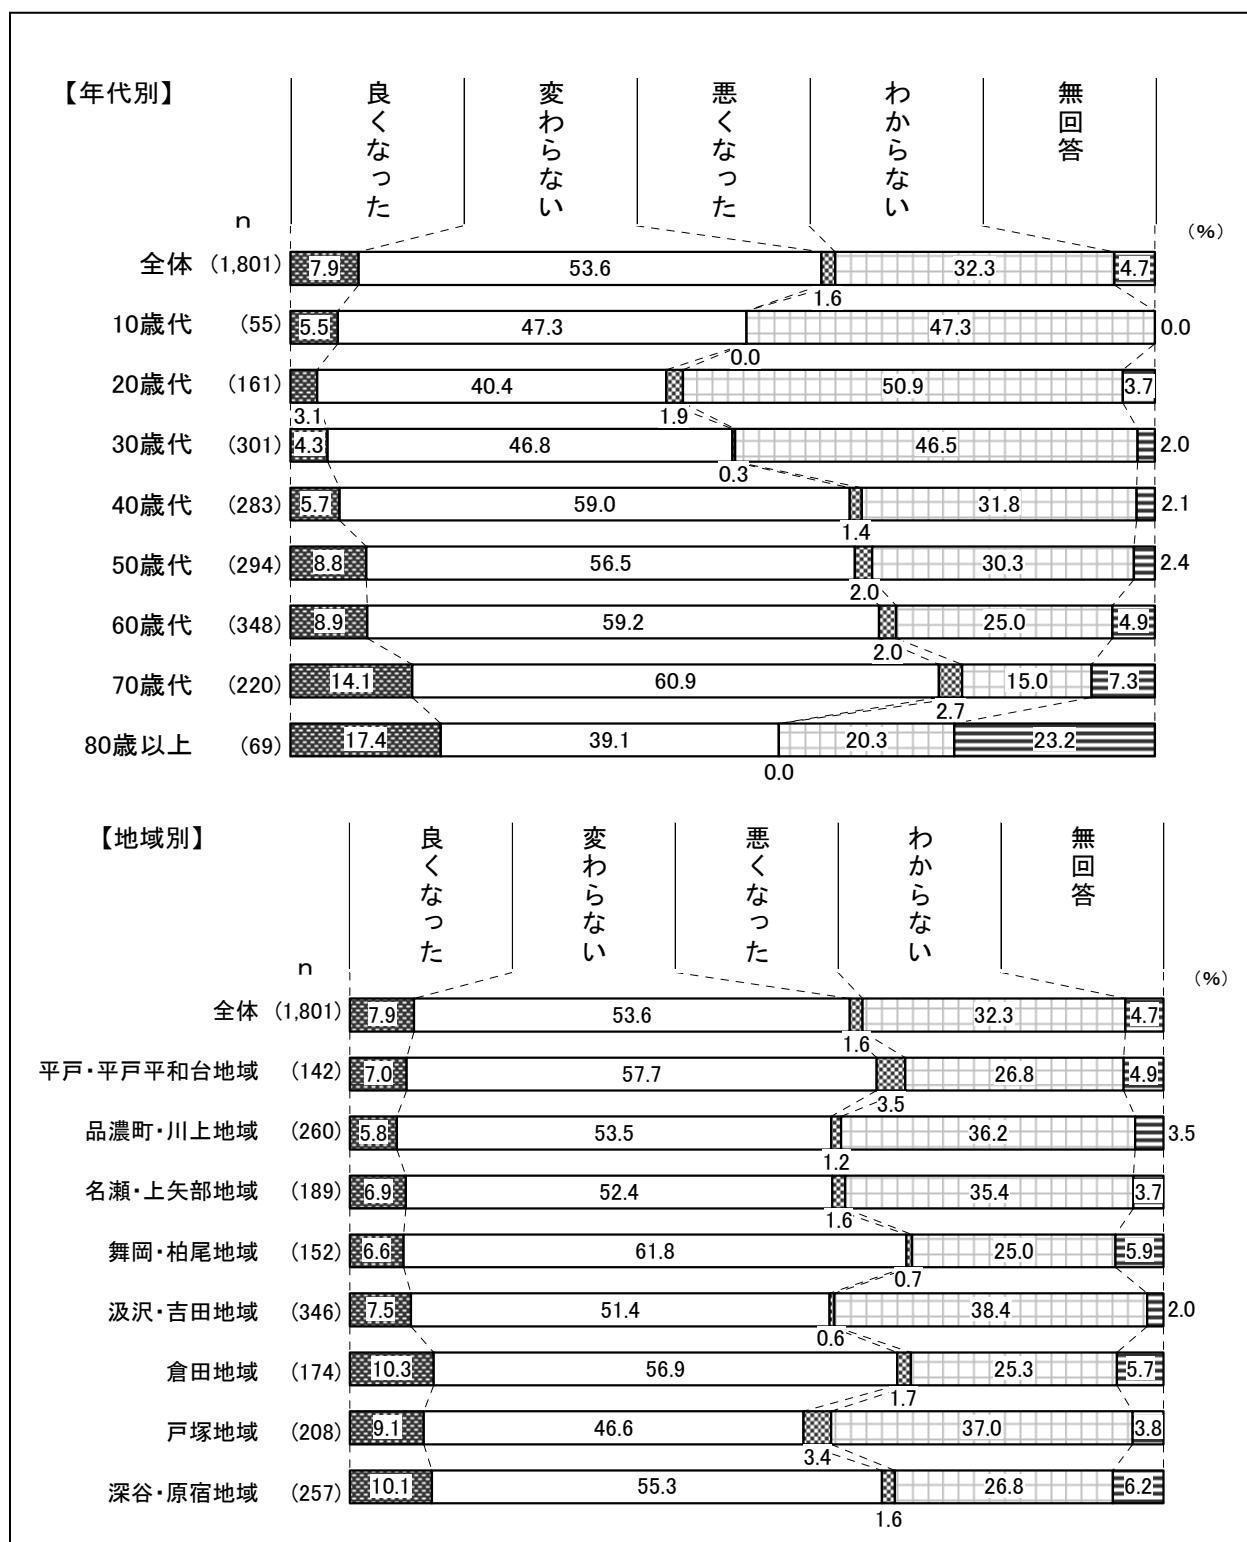 【年代別】
良くなった 変わらない 悪くなった わからない 無回答
n
(%)
全体 (1,801) 7.9 53.6 32.3 4.7
1.6
10歳代 (55) 5.5 47.3 47.3 0.0
0.0
20歳代 (161) 40.4 50.9 3.7
3.1 1.9
30歳代 (301) 4.3 46.8 46.5 2.0
0.3
40歳代 (283) 5.7 59.0 31.8 2.1
1.4
50歳代 (294) 8.8 56.5 30.3 2.4
2.0
60歳代 (348) 8.9 59.2 25.0 4.9
2.0
70歳代 (220) 14.1 60.9 15.0 7.3
2.7
80歳以上 (69) 17.4 39.1 20.3 23.2
0.0
【地域別】
良くなった 変わらない 悪くなった わからない 無回答
n
(%)
全体 (1,801) 7.9 53.6 32.3 4.7
1.6
平戸・平戸平和台地域 (142) 7.0 57.7 26.8 4.9
3.5
品濃町・川上地域 (260) 5.8 53.5 36.2 3.5
1.2
名瀬・上矢部地域 (189) 6.9 52.4 35.4 3.7
1.6
舞岡・柏尾地域 (152) 6.6 61.8 25.0 5.9
0.7
汲沢・吉田地域 (346) 7.5 51.4 38.4 2.0
0.6
倉田地域 (174) 10.3 56.9 25.3 5.7
1.7
戸塚地域 (208) 9.1 46.6 37.0 3.8
3.4
深谷・原宿地域 (257) 10.1 55.3 26.8 6.2
1.6